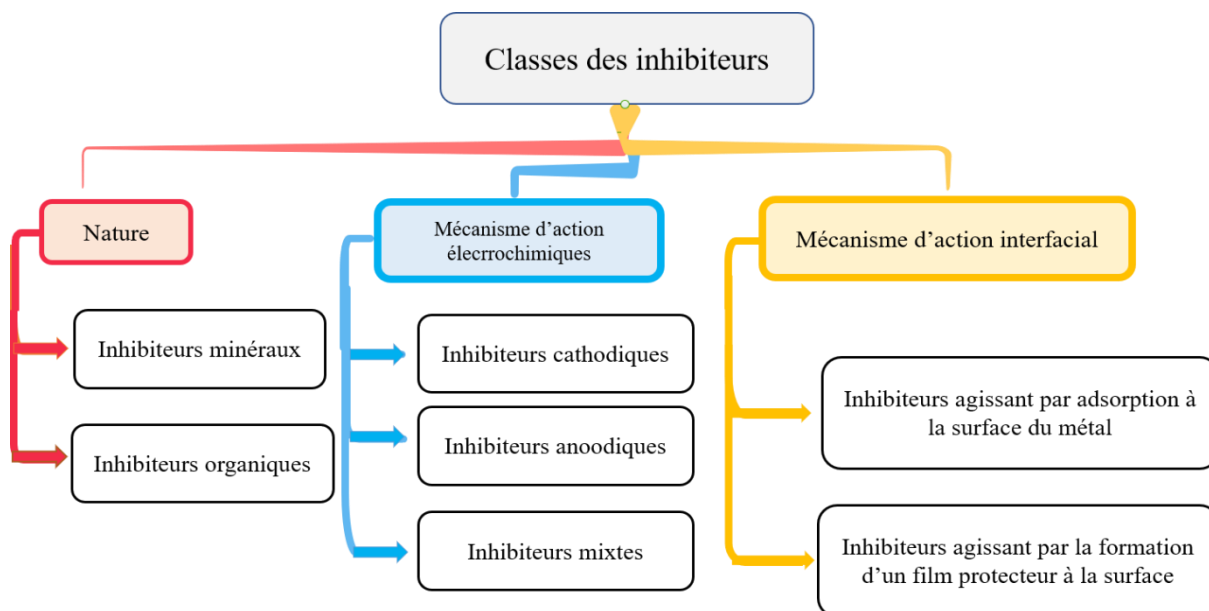 Classes des inhibiteurs
Nature
Mécanisme d’action
élecrrochimiques
Mécanisme d’action interfacial
Inhibiteurs minéraux
Inhibiteurs organiques
Inhibiteurs cathodiques
Inhibiteurs anoodiques
Inhibiteurs mixtes
Inhibiteurs agissant par adsorption à
la surface du métal
Inhibiteurs agissant par la formation
d’un film protecteur à la surface